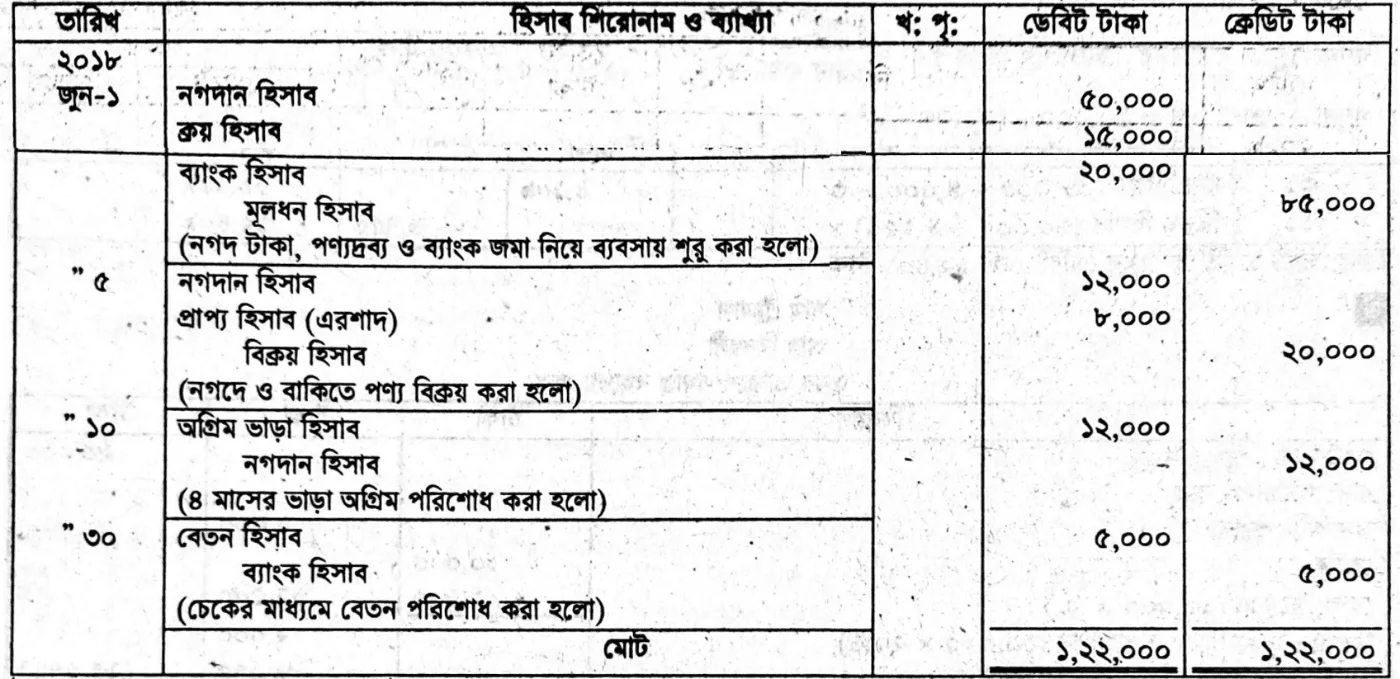 তারিখ হিসাব শিরোনাম ও ব্যাখ্যা খ: পৃ: ডেবিট টাকা ক্রেডিট টাকা
২০১৮
জুন-১ নগদান হিসাব ৫০,০০০
ক্রয় হিসাব ১৫,০০০
ব্যাংক হিসাব ২০,০০০
মূলধন হিসাব ৮৫,০০০
(নগদ টাকা, পণ্যদ্রব্য ও ব্যাংক জমা নিয়ে ব্যবসায় শুরু করা হলো)
" ৫ নগদান হিসাব ১২,০০০
প্রাপ্য হিসাব (এরশাদ) ৮,০০০
বিক্রয় হিসাব ২০,০০০
(নগদে ও বাকিতে পণ্য বিক্রয় করা হলো)
" ১০ অগ্রিম ভাড়া হিসাব ১২,০০০
নগদান হিসাব ১২,০০০
(৪ মাসের ভাড়া অগ্রিম পরিশোধ করা হলো)
" ৩০ বেতন হিসাব ৫,০০০
ব্যাংক হিসাব ৫,০০০
(চেকের মাধ্যমে বেতন পরিশোধ করা হলো)
মোট ১,২২,০০০ ১,২২,০০০